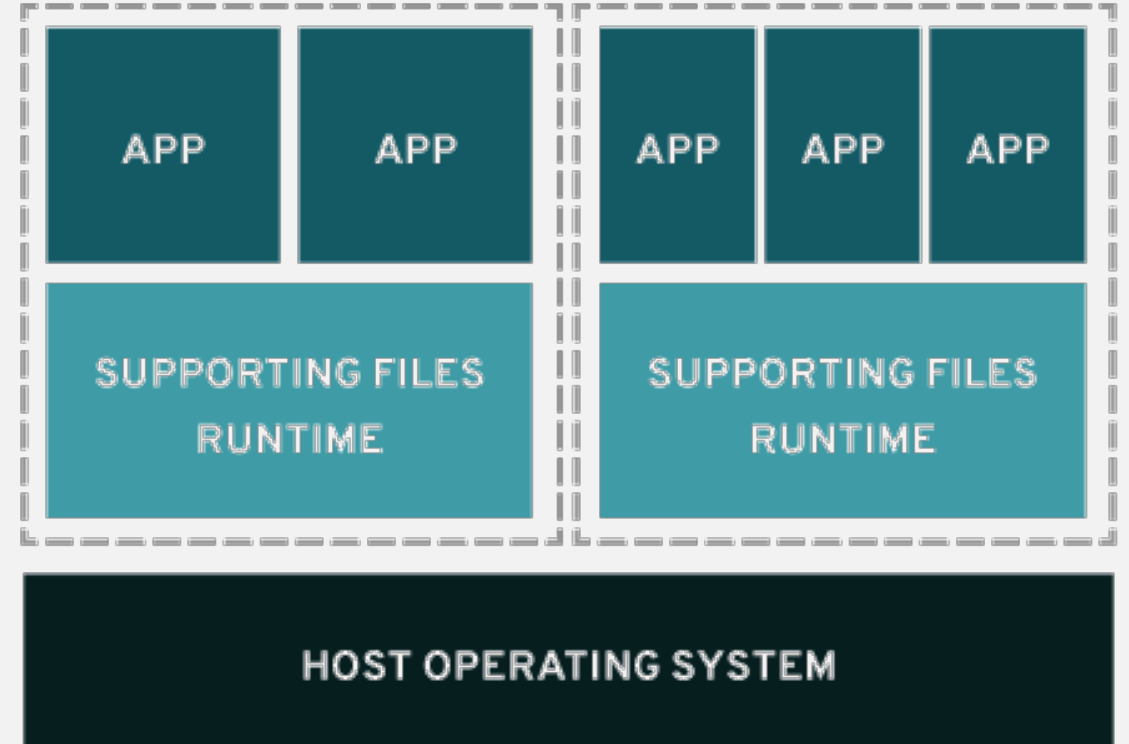 APP
APP
APP
APP
APP
SUPPORTING FILES
RUNTIME
SUPPORTING FILES
RUNTIME
HOST OPERATING SYSTEM